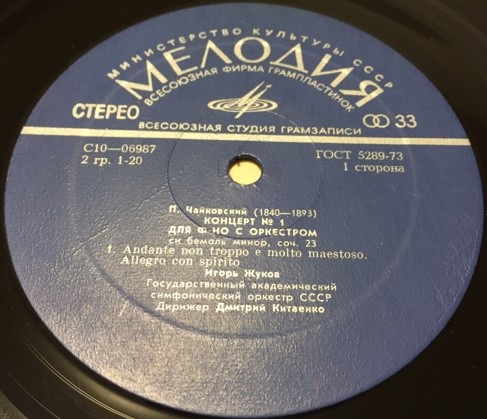 МИНИСТЕРСТВО КУЛЬТУРЫ СССР
МЕЛОДИЯ
ВСЕСОЮЗНАЯ ФИРМА ГРАМПЛАСТИНОК
СТЕРЕО
33
ВСЕСОЮЗНАЯ СТУДИЯ ГРАМЗАПИСИ
С10—06987
ГОСТ 5289-73
2 гр. 1-20
1 сторона
П. Чайковский (1840—1893)
КОНЦЕРТ № 1
ДЛЯ Ф-НО С ОРКЕСТРОМ
си бемоль минор, соч. 23
1. Andante non troppo e molto maestoso.
Allegro con spirito
Игорь Жуков
Государственный академический
симфонический оркестр СССР
Дирижер Дмитрий Китаенко